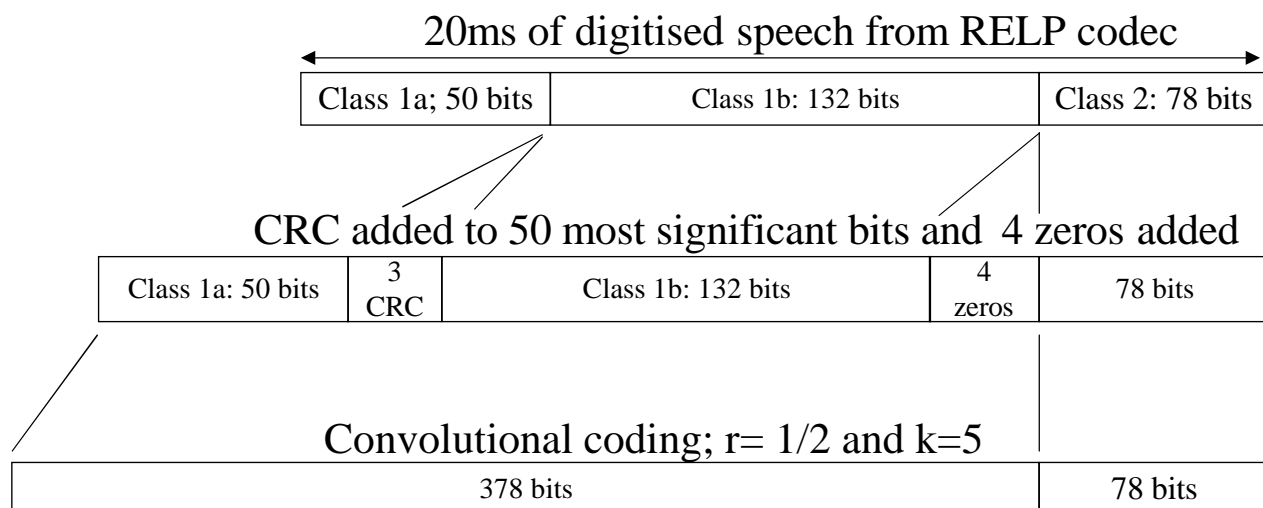 20ms of digitised speech from RELP codec
Class 1a; 50 bits
Class 1b: 132 bits
Class 2: 78 bits
CRC added to 50 most significant bits and 4 zeros added
Class 1a: 50 bits
3
CRC
Class 1b: 132 bits
4
zeros
78 bits
Convolutional coding; r= 1/2 and k=5
378 bits
78 bits